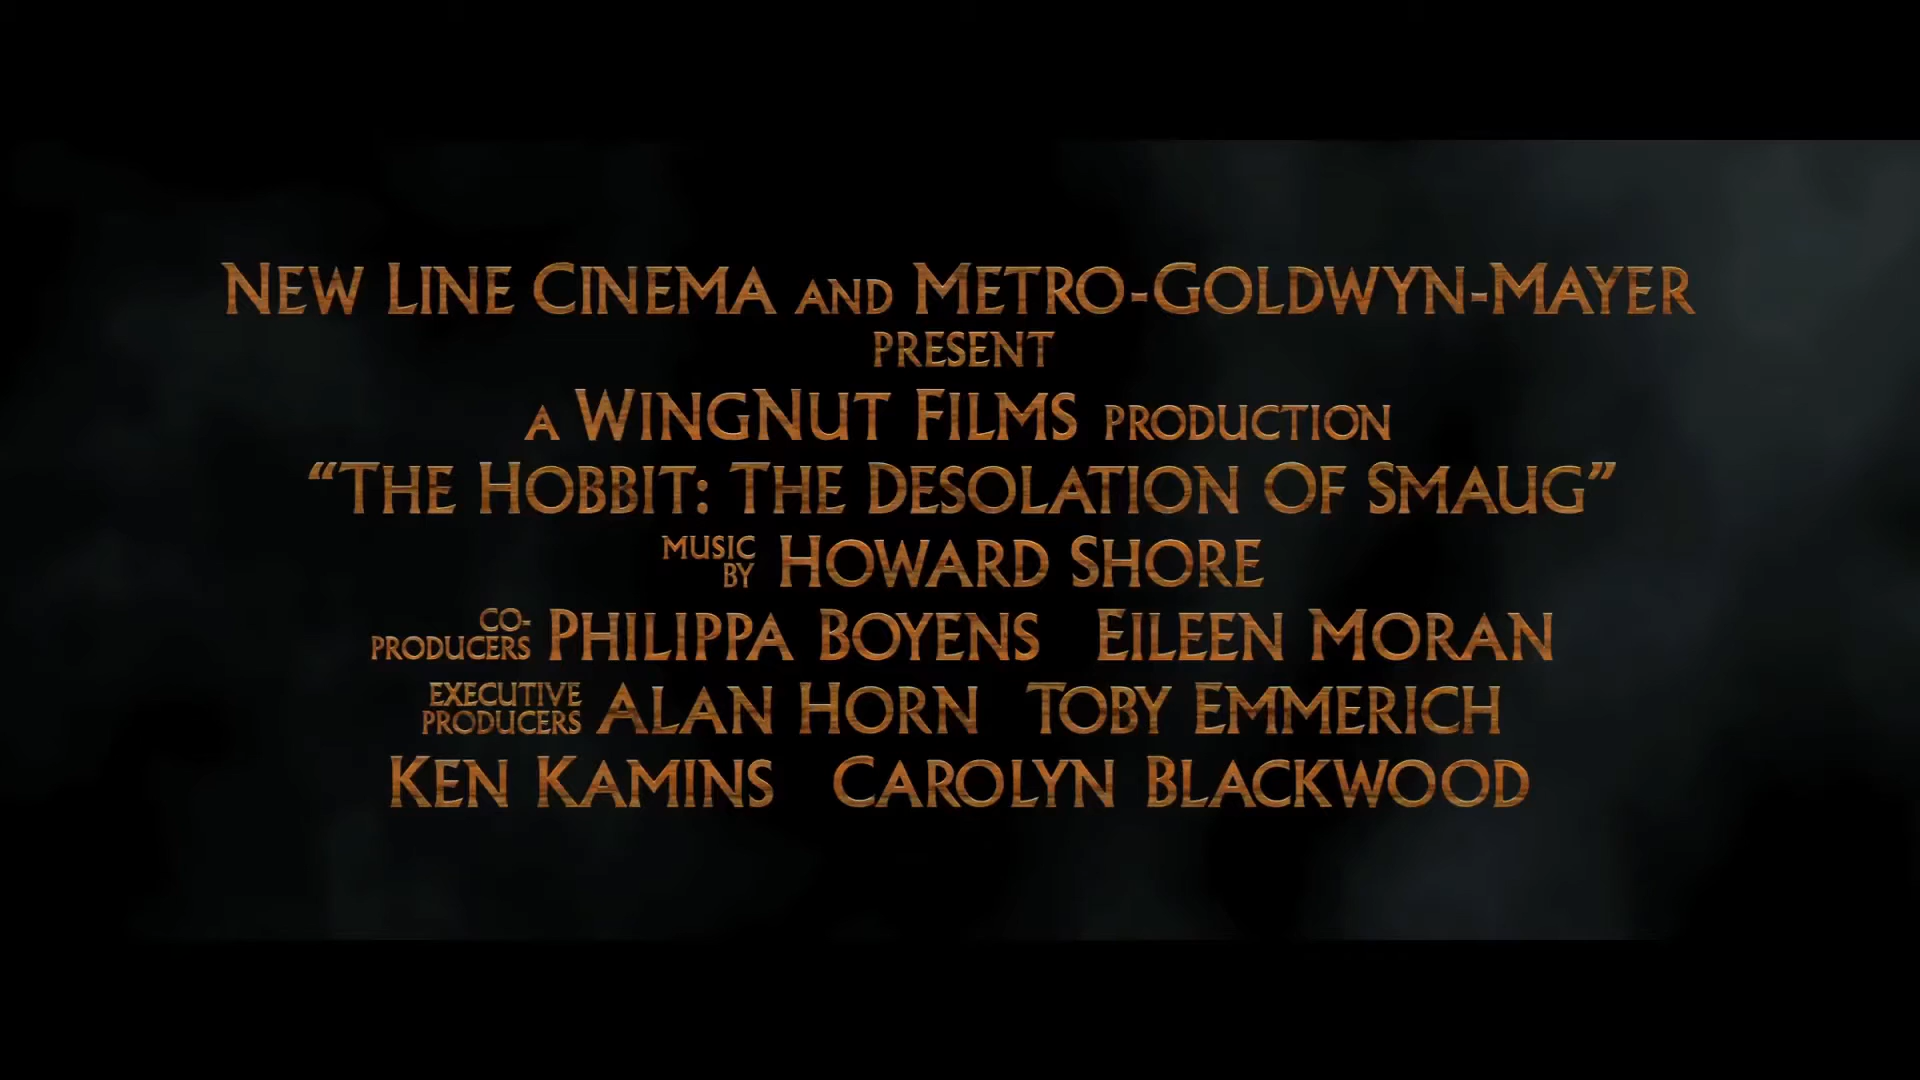 NEW LINE CINEMA AND METRO-GOLDWYN-MAYER
PRESENT
A WINGNUT FILMS PRODUCTION
“THE HOBBIT: THE DESOLATION OF SMAUG”
MUSIC BY HOWARD SHORE
CO-PRODUCERS PHILIPPA BOYENS EILEEN MORAN
EXECUTIVE PRODUCERS ALAN HORN TOBY EMMERICH
KEN KAMINS CAROLYN BLACKWOOD